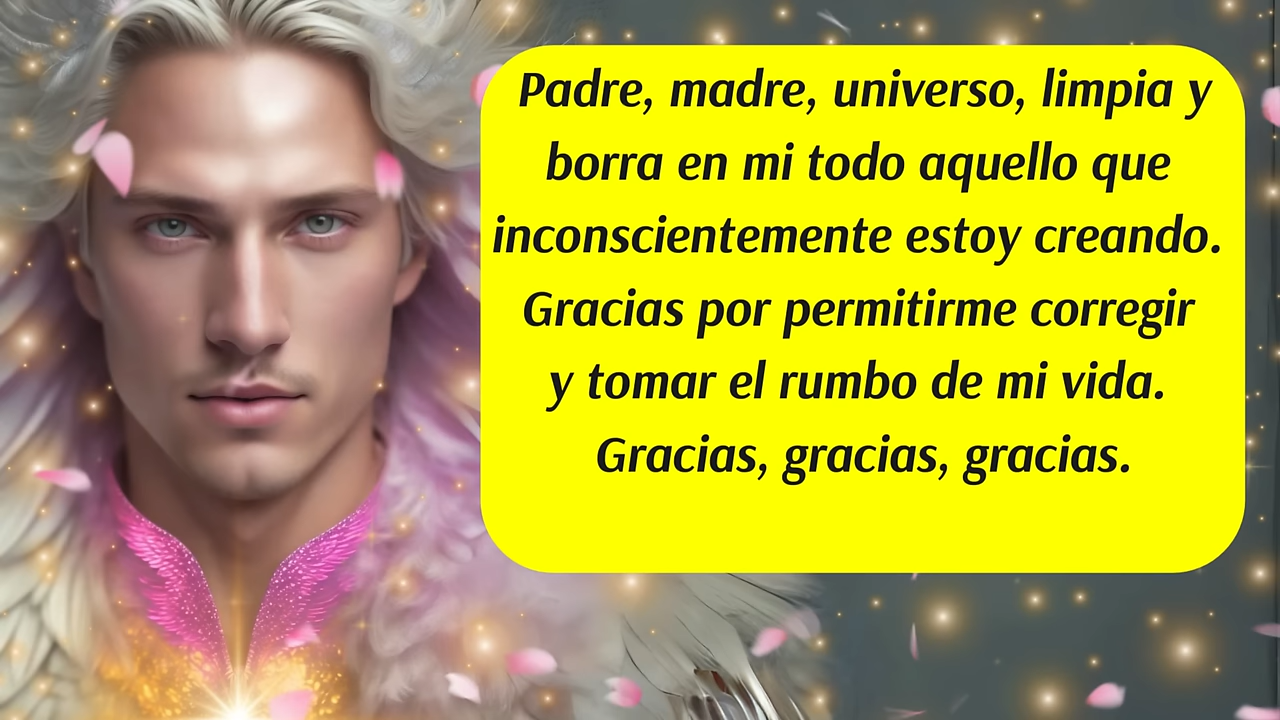 Padre, madre, universo, limpia y
borra en mi todo aquello que
inconscientemente estoy creando.
Gracias por permitirme corregir
y tomar el rumbo de mi vida.
Gracias, gracias, gracias.